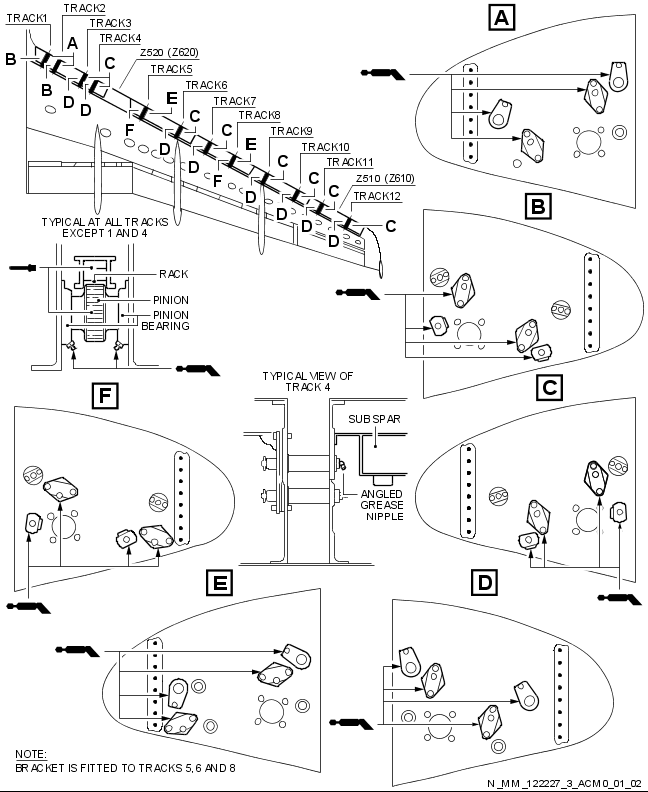 TRACK2
TRACK1
TRACK3
TRACK4
A
B
Z520 (Z620)
C
TRACK5
B
D
D
TRACK6
E
C
TRACK7
F
TRACK8
C
D
E
TRACK9
D
C
TRACK10
F
C
TRACK11
D
C
Z510 (Z610)
D
TRACK12
D
C
D
A
B
TYPICAL AT ALL TRACKS
EXCEPT 1 AND 4
RACK
PINION
PINION
BEARING
F
TYPICAL VIEW OF
TRACK 4
SUB SPAR
ANGLED
GREASE
NIPPLE
C
E
D
NOTE:
BRACKET IS FITTED TO TRACKS 5, 6 AND 8
N_MM_122227_3_ACM0_01_02